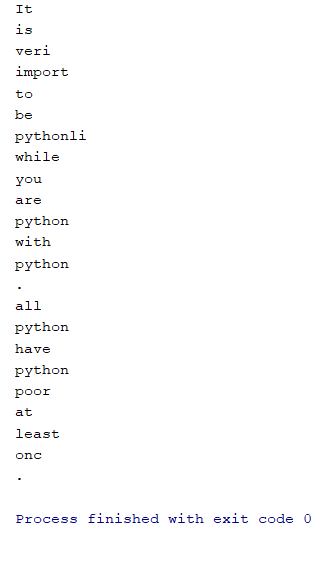 It
is
veri
import
to
be
pythonli
while
you
are
python
with
python
.
all
python
have
python
poor
at
least
onc
.
Process finished with exit code 0